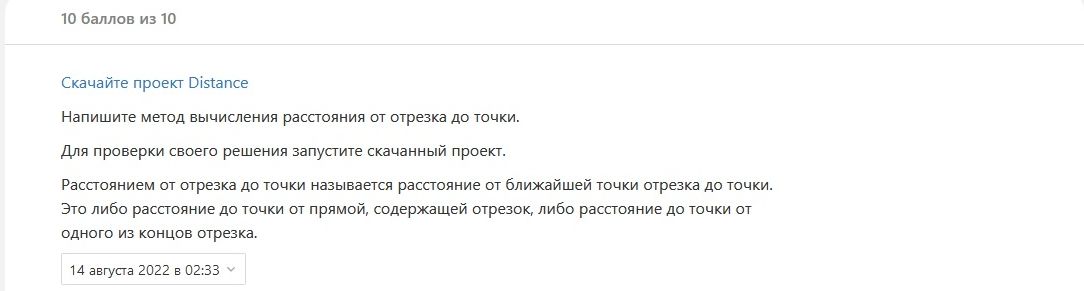 10 баллов из 10
Скачайте проект Distance
Напишите метод вычисления расстояния от отрезка до точки.
Для проверки своего решения запустите скачанный проект.
Расстоянием от отрезка до точки называется расстояние от ближайшей точки отрезка до точки.
Это либо расстояние до точки от прямой, содержащей отрезок, либо расстояние до точки от
одного из концов отрезка.
14 августа 2022 в 02:33